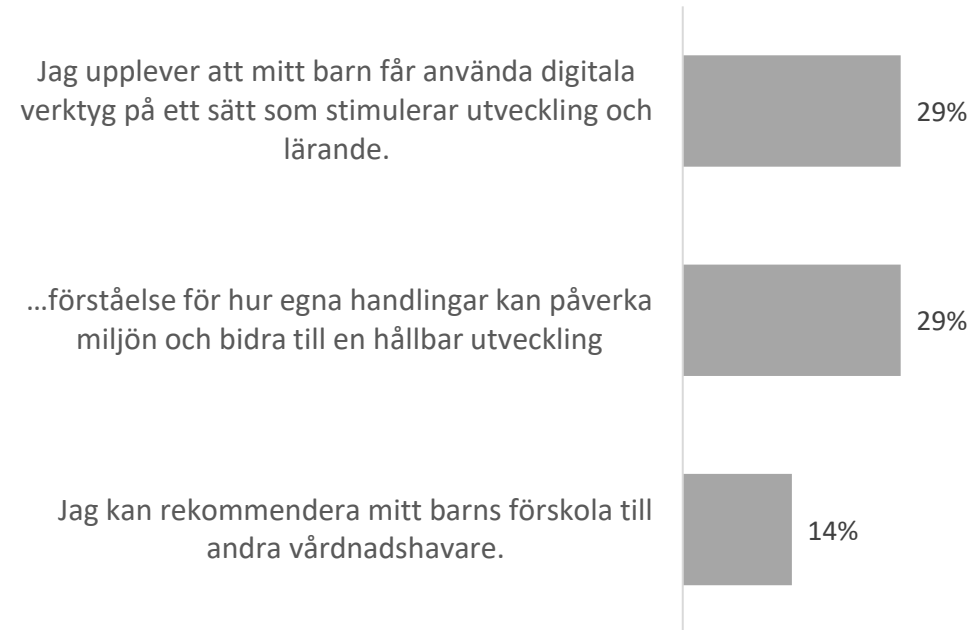 Jag upplever att mitt barn får använda digitala
verktyg på ett sätt som stimulerar utveckling och
lärande.
29%
…förståelse för hur egna handlingar kan påverka
miljön och bidra till en hållbar utveckling
29%
Jag kan rekommendera mitt barns förskola till
andra vårdnadshavare.
14%